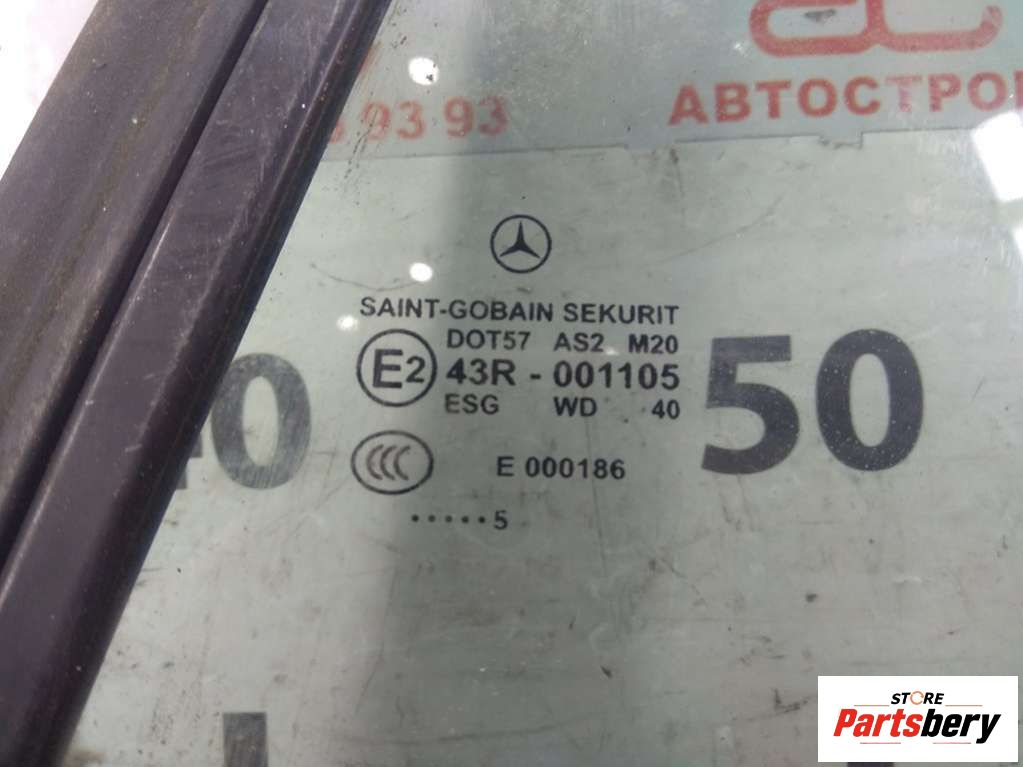 93 93
АВТОСТРО
SAINT-GOBAIN SEKURIT
DOT57 AS2 M20
E2 43R - 001105
ESG WD 40
50
CCC E 000186
.....5
STORE
Partsbery